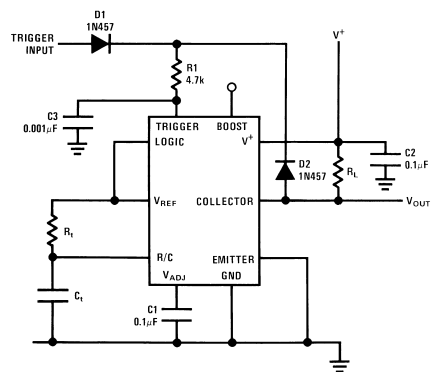 D1
1N457
TRIGGER
INPUT
V+
R1
4.7k
C3
0.001μF
TRIGGER
BOOST
LOGIC
V+
D2
1N457
RL
C2
0.1μF
VREF
COLLECTOR
VOUT
Rt
R/C
EMITTER
VADJ
GND
Ct
C1
0.1μF